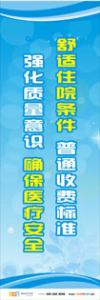 舒适住院条件 普通收费标准
强化质量意识 确保医疗安全